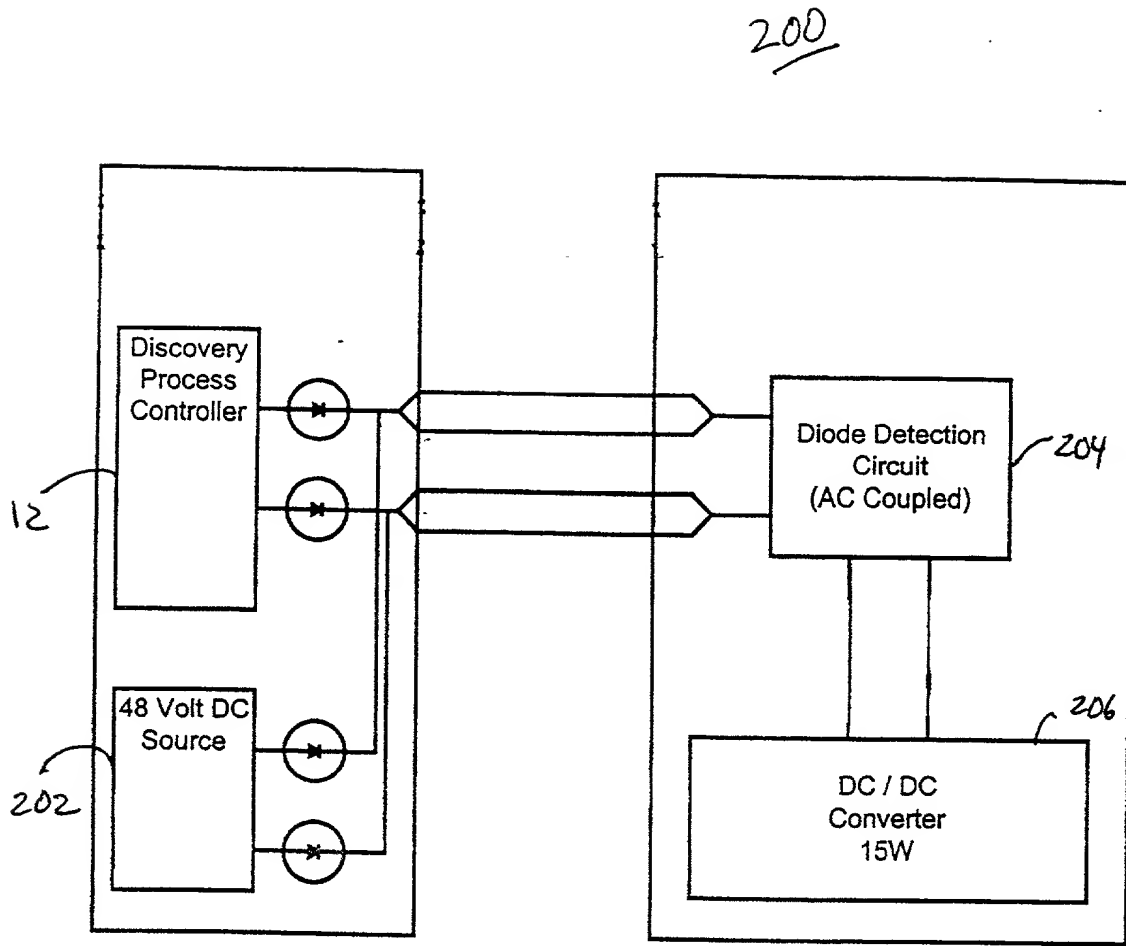 200
Discovery
Process
Controller
12
Diode Detection
Circuit
(AC Coupled)
204
48 Volt DC
Source
202
206
DC / DC
Converter
15W